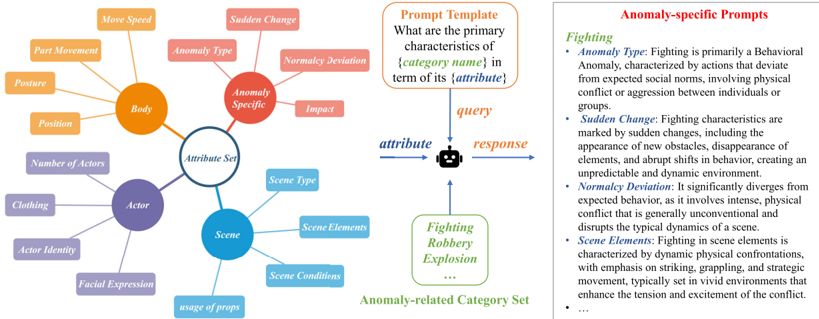 Move Speed
Part Movement
Posture
Position
Body
Sudden Change
Anomaly Type
Normalcy Deviation
Impact
Anomaly
Specific
Attribute Set
Number of Actors
Clothing
Actor Identity
Facial Expression
Actor
Scene Type
Scene Elements
Scene Conditions
usage of props
Scene
Prompt Template
What are the primary
characteristics of
{category name} in
term of its {attribute}
query
attribute
response
Fighting
Robbery
Explosion
...
Anomaly-related Category Set
Anomaly-specific Prompts
Fighting
• Anomaly Type: Fighting is primarily a Behavioral
Anomaly, characterized by actions that deviate
from expected social norms, involving physical
conflict or aggression between individuals or
groups.
• Sudden Change: Fighting characteristics are
marked by sudden changes, including the
appearance of new obstacles, disappearance of
elements, and abrupt shifts in behavior, creating an
unpredictable and dynamic environment.
• Normalcy Deviation: It significantly diverges from
expected behavior, as it involves intense, physical
conflict that is generally unconventional and
disrupts the typical dynamics of a scene.
• Scene Elements: Fighting in scene elements is
characterized by dynamic physical confrontations,
with emphasis on striking, grappling, and strategic
movement, typically set in vivid environments that
enhance the tension and excitement of the conflict.
• ...